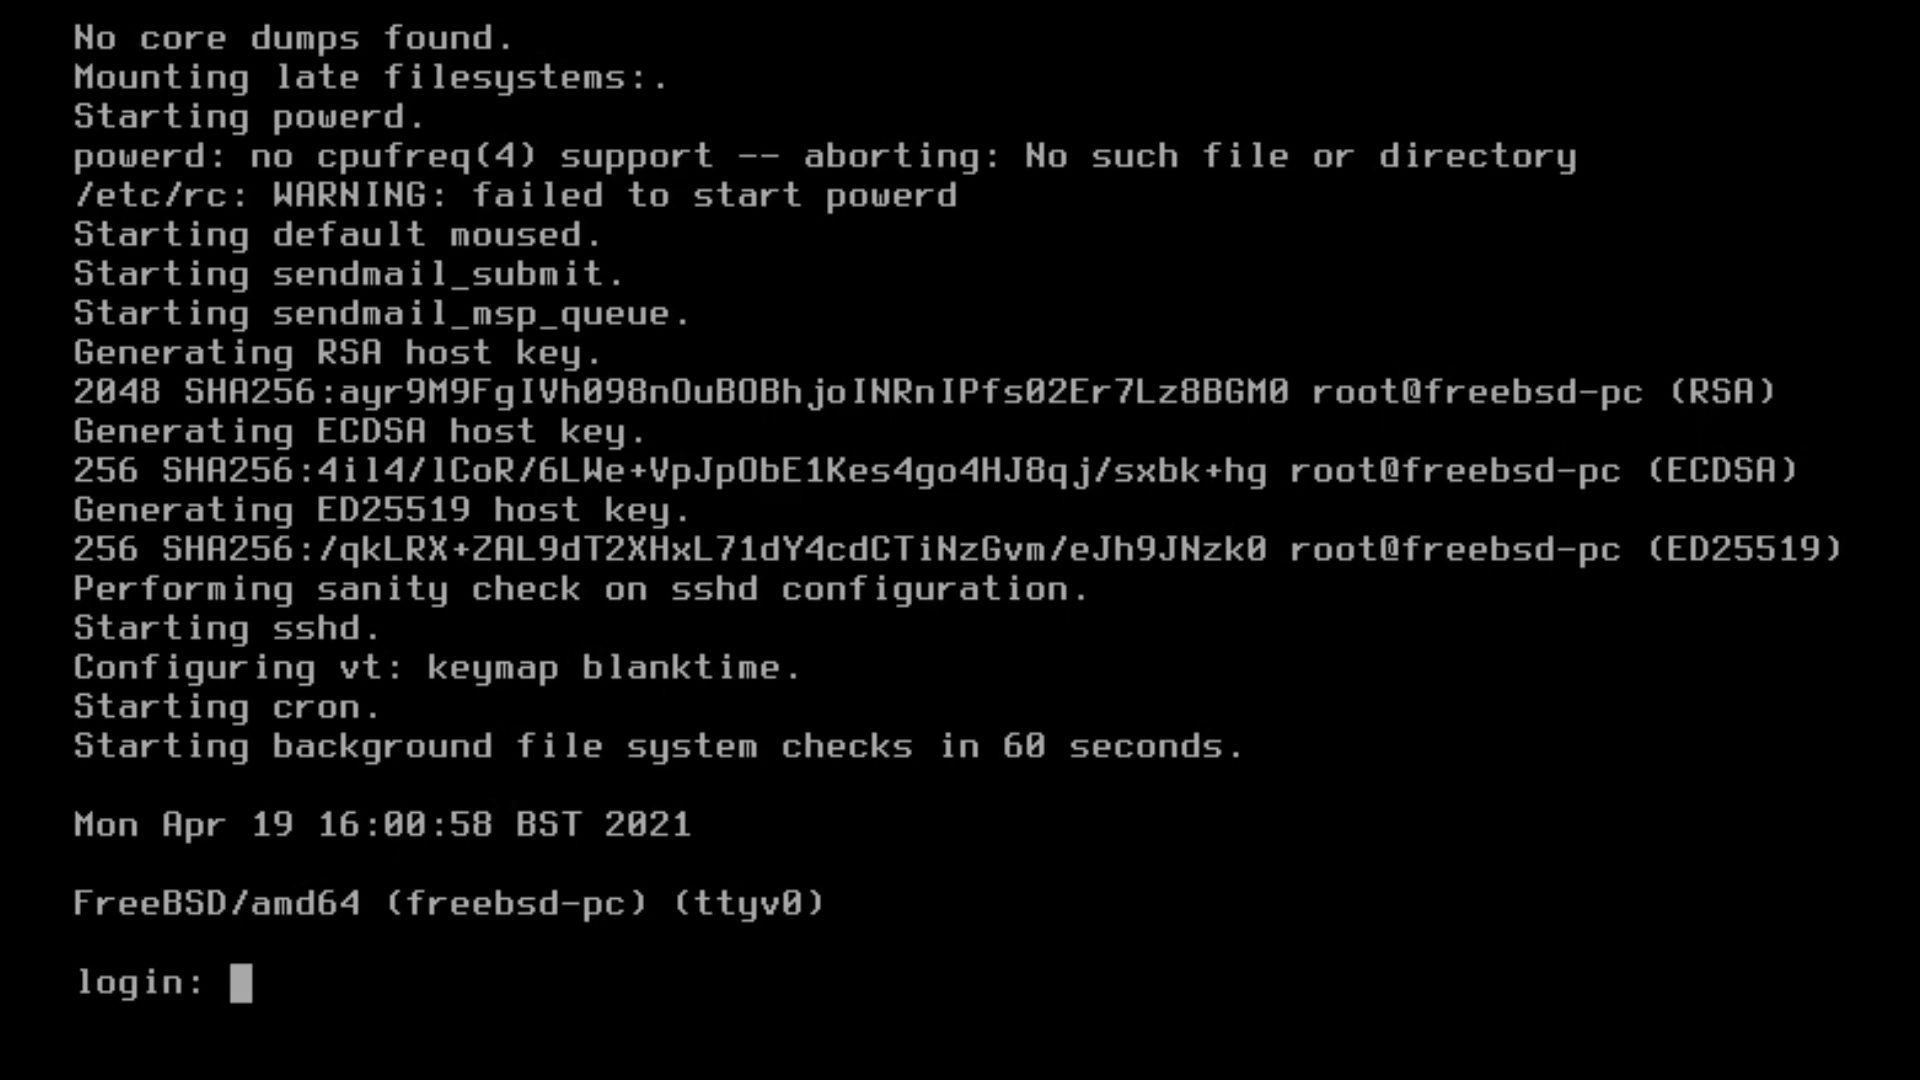 No core dumps found.
Mounting late filesystems:.
Starting powerd.
powerd: no cpufreq(4) support -- aborting: No such file or directory
/etc/rc: WARNING: failed to start powerd
Starting default moused.
Starting sendmail_submit.
Starting sendmail_msp_queue.
Generating RSA host key.
2048 SHA256:ayr9M9FgIVh098nOuBOBhjoINRnIPfs02Er7Lz8BGM0 root@freebsd-pc (RSA)
Generating ECDSA host key.
256 SHA256:4il4/lCoR/6LWe+VpJpObE1Kes4go4HJ8qj/sxbk+hg root@freebsd-pc (ECDSA)
Generating ED25519 host key.
256 SHA256:/qkLRX+ZAL9dT2XHxL71dY4cdCTiNzGvm/eJh9JNzk0 root@freebsd-pc (ED25519)
Performing sanity check on sshd configuration.
Starting sshd.
Configuring vt: keymap blanktime.
Starting cron.
Starting background file system checks in 60 seconds.
Mon Apr 19 16:00:58 BST 2021
FreeBSD/amd64 (freebsd-pc) (ttyv0)
login: